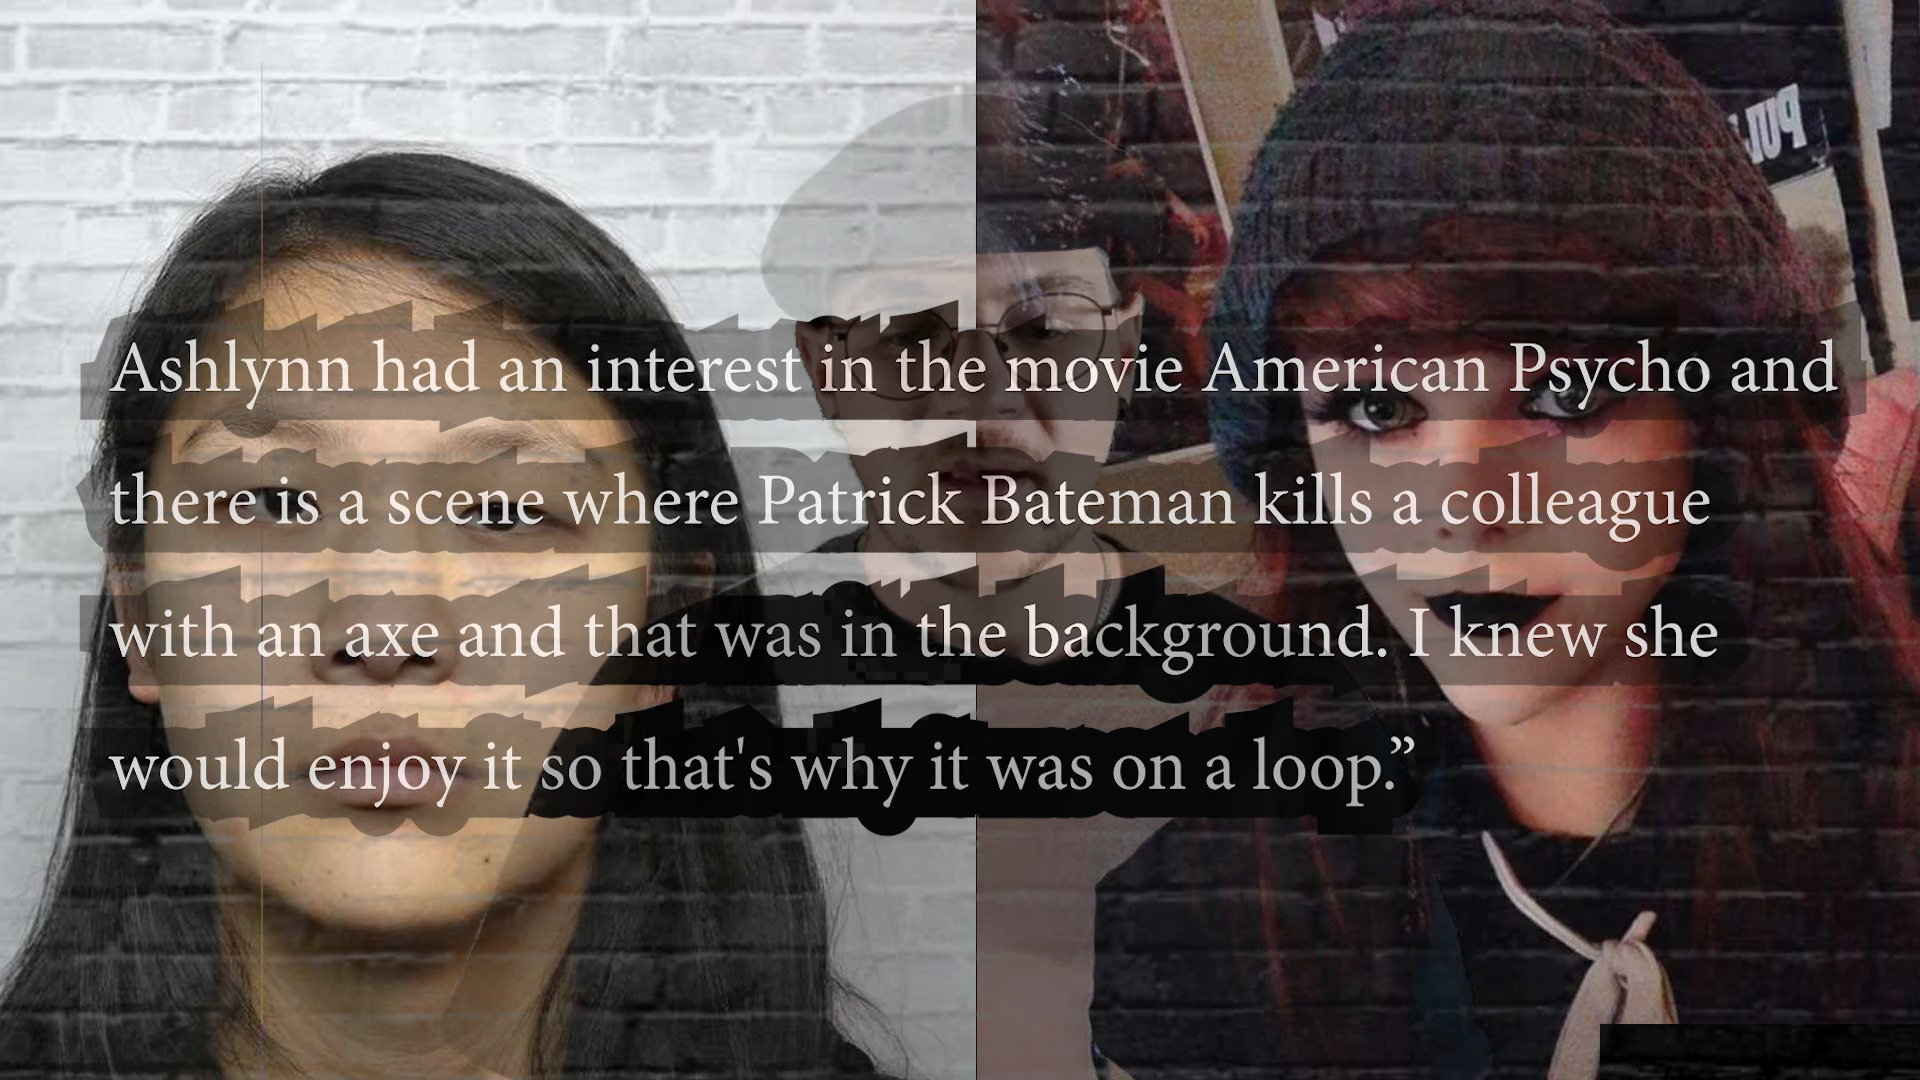 Ashlynn had an interest in the movie American Psycho and
there is a scene where Patrick Bateman kills a colleague
with an axe and that was in the background. I knew she
would enjoy it so that's why it was on a loop.”